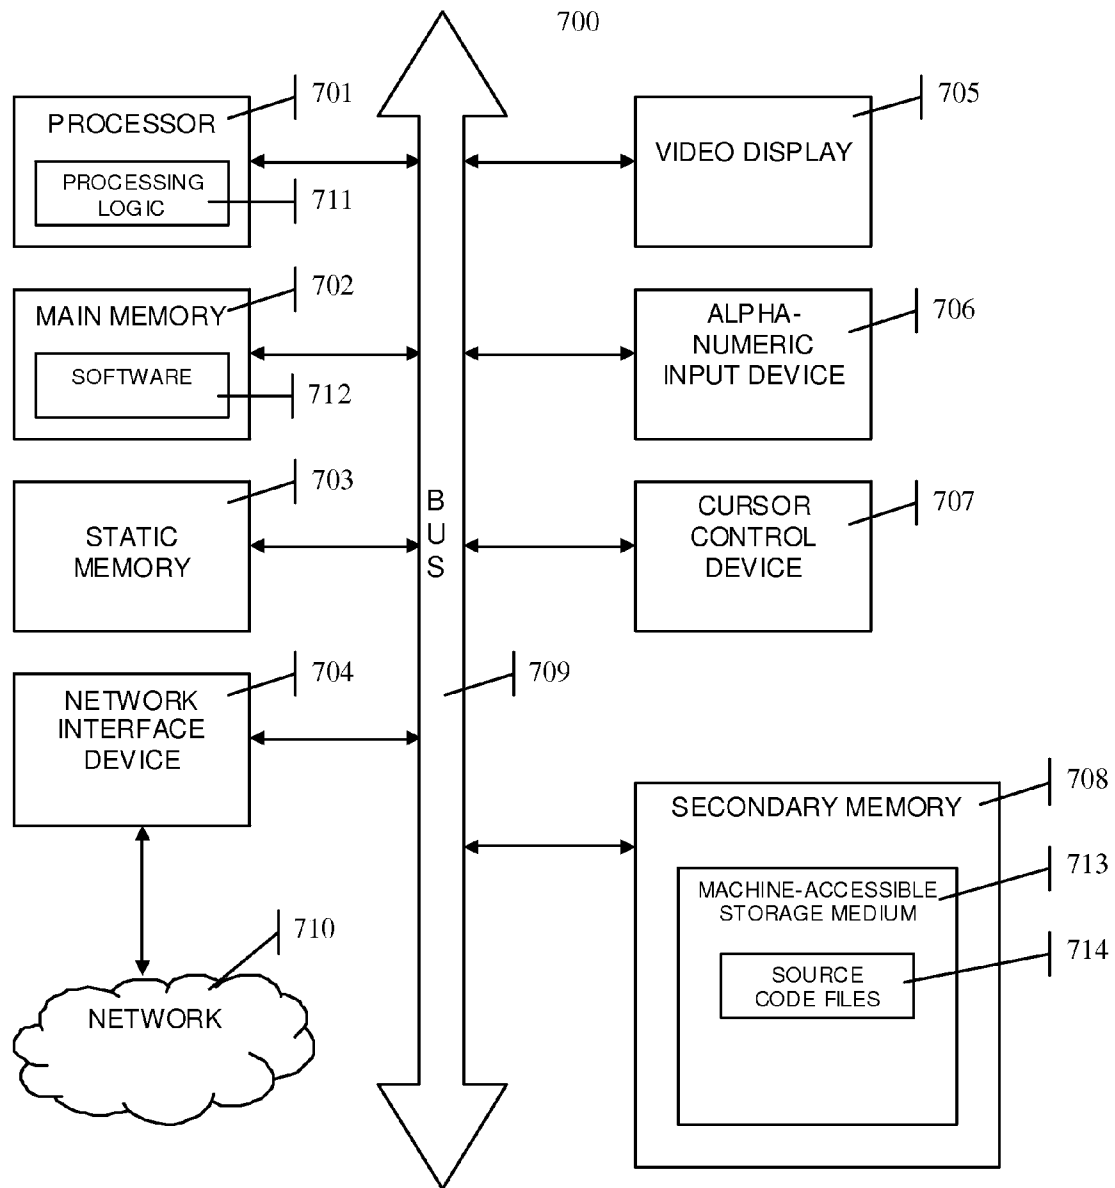 700
701
PROCESSOR
PROCESSING
LOGIC
711
705
VIDEO DISPLAY
702
MAIN MEMORY
SOFTWARE
712
706
ALPHA-
NUMERIC
INPUT DEVICE
703
STATIC
MEMORY
BUS
707
CURSOR
CONTROL
DEVICE
704
NETWORK
INTERFACE
DEVICE
709
708
SECONDARY MEMORY
713
MACHINE-ACCESSIBLE
STORAGE MEDIUM
714
SOURCE
CODE FILES
710
NETWORK